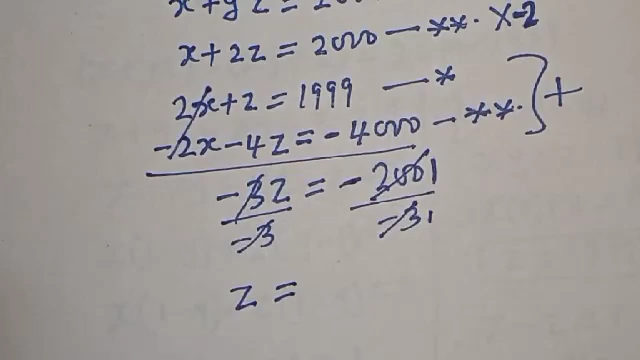 x + 2z = 2000 — **. X-2
2x + z = 1999 — *
-2x - 4z = -4000 — **. } +
-3z = -2001
-3 -3
z =